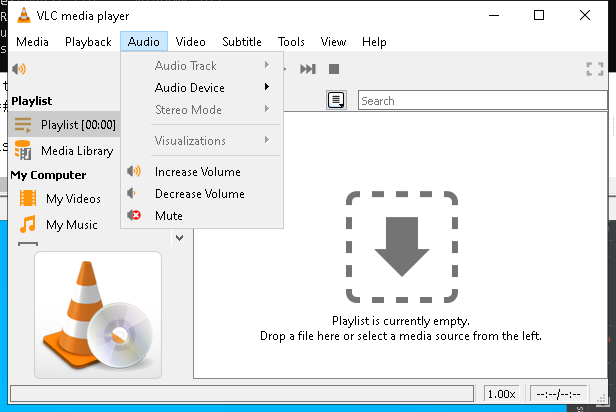 VLC media player
Media Playback Audio Video Subtitle Tools View Help
Audio Track
Audio Device
Stereo Mode
Visualizations
Increase Volume
Decrease Volume
Mute
Search
Playlist
Playlist [00:00]
Media Library
My Computer
My Videos
My Music
Playlist is currently empty.
Drop a file here or select a media source from the left.
1.00x
--:--/--:--